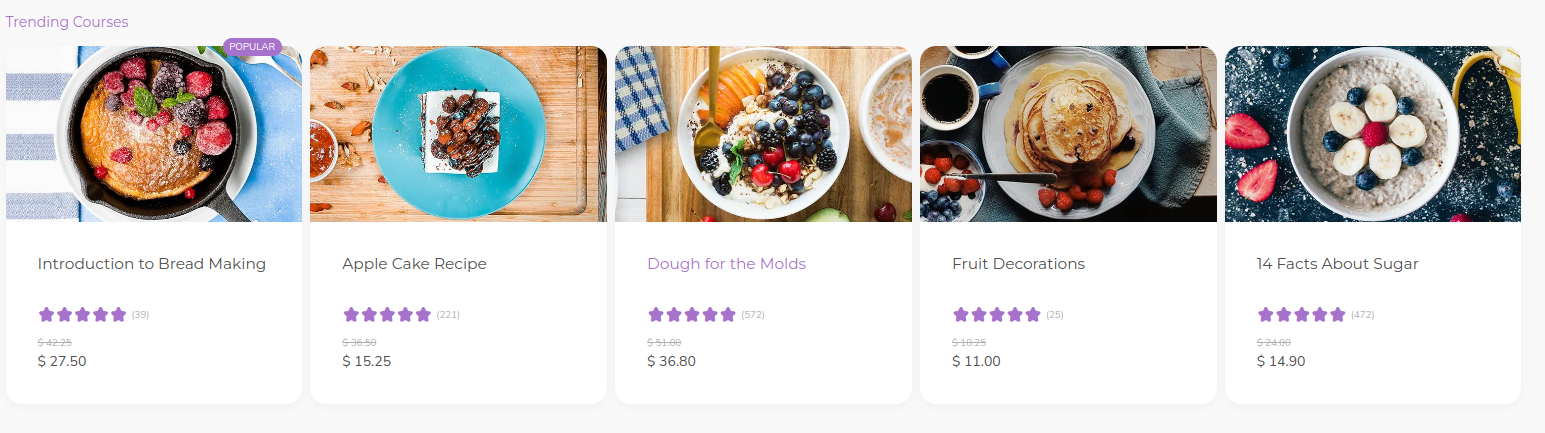 Trending Courses
POPULAR
Introduction to Bread Making
(39)
$ 42.25
$ 27.50
Apple Cake Recipe
(221)
$ 36.50
$ 15.25
Dough for the Molds
(572)
$ 51.00
$ 36.80
Fruit Decorations
(25)
$ 18.25
$ 11.00
14 Facts About Sugar
(472)
$ 24.00
$ 14.90